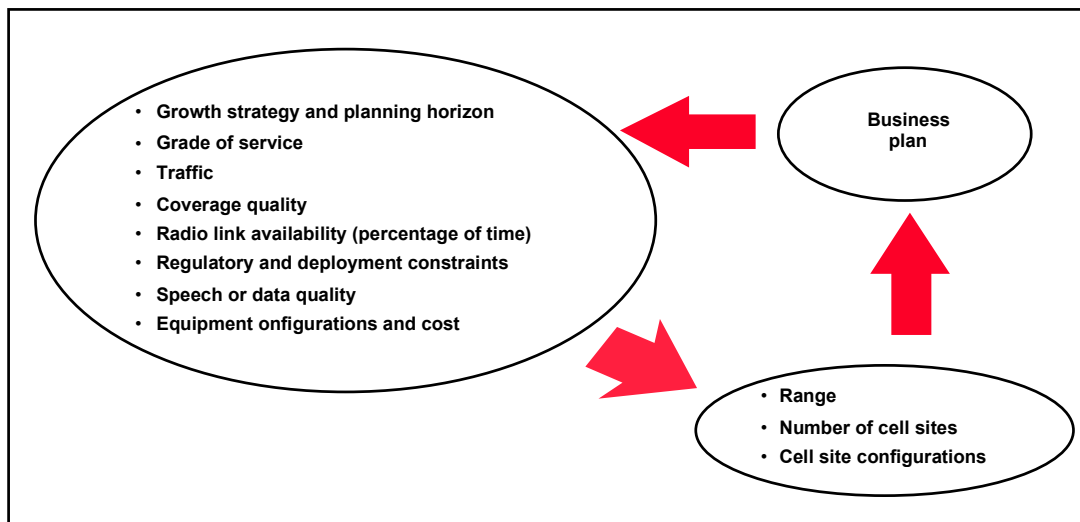 • Growth strategy and planning horizon
• Grade of service
• Traffic
• Coverage quality
• Radio link availability (percentage of time)
• Regulatory and deployment constraints
• Speech or data quality
• Equipment onfigurations and cost
Business
plan
• Range
• Number of cell sites
• Cell site configurations